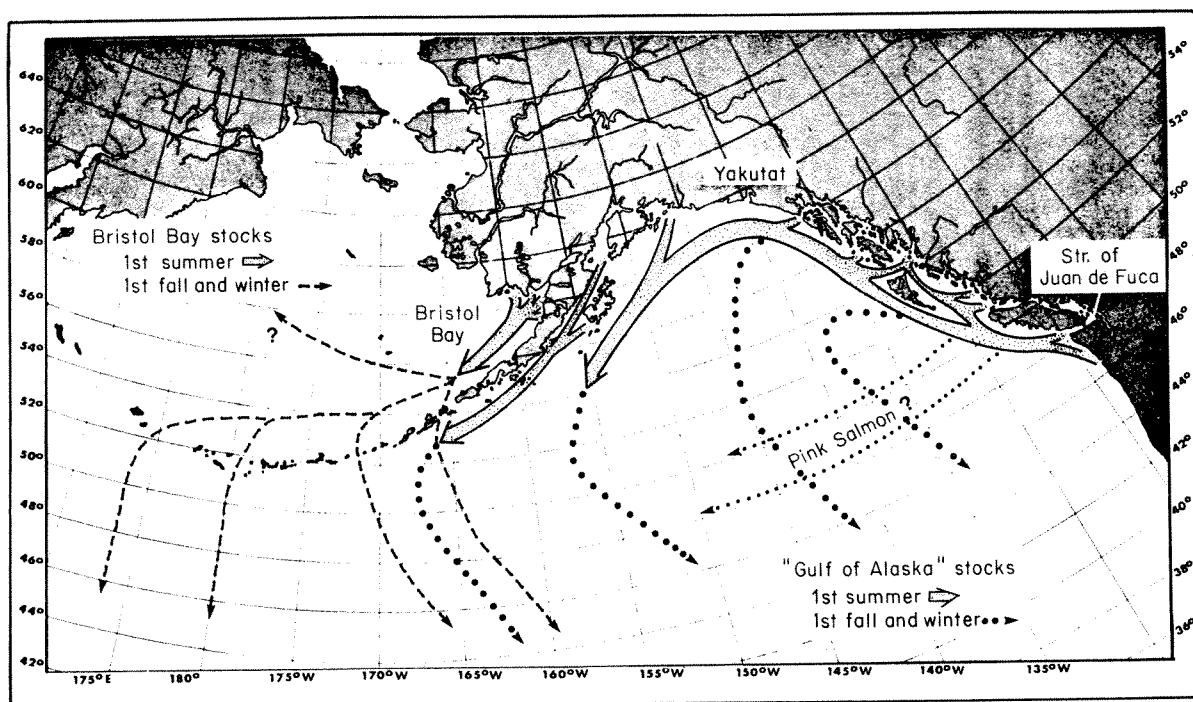 64°
62°
60°
58°
56°
54°
52°
50°
48°
46°
44°
42°
Yakutat
Bristol Bay stocks
1st summer
1st fall and winter
?
Bristol
Bay
Str. of
Juan de Fuca
Pink Salmon ?
"Gulf of Alaska" stocks
1st summer
1st fall and winter
54°
52°
50°
48°
46°
44°
42°
40°
38°
36°
175°E
180°
175°W
170°W
165°W
160°W
155°W
150°W
145°W
140°W
135°W